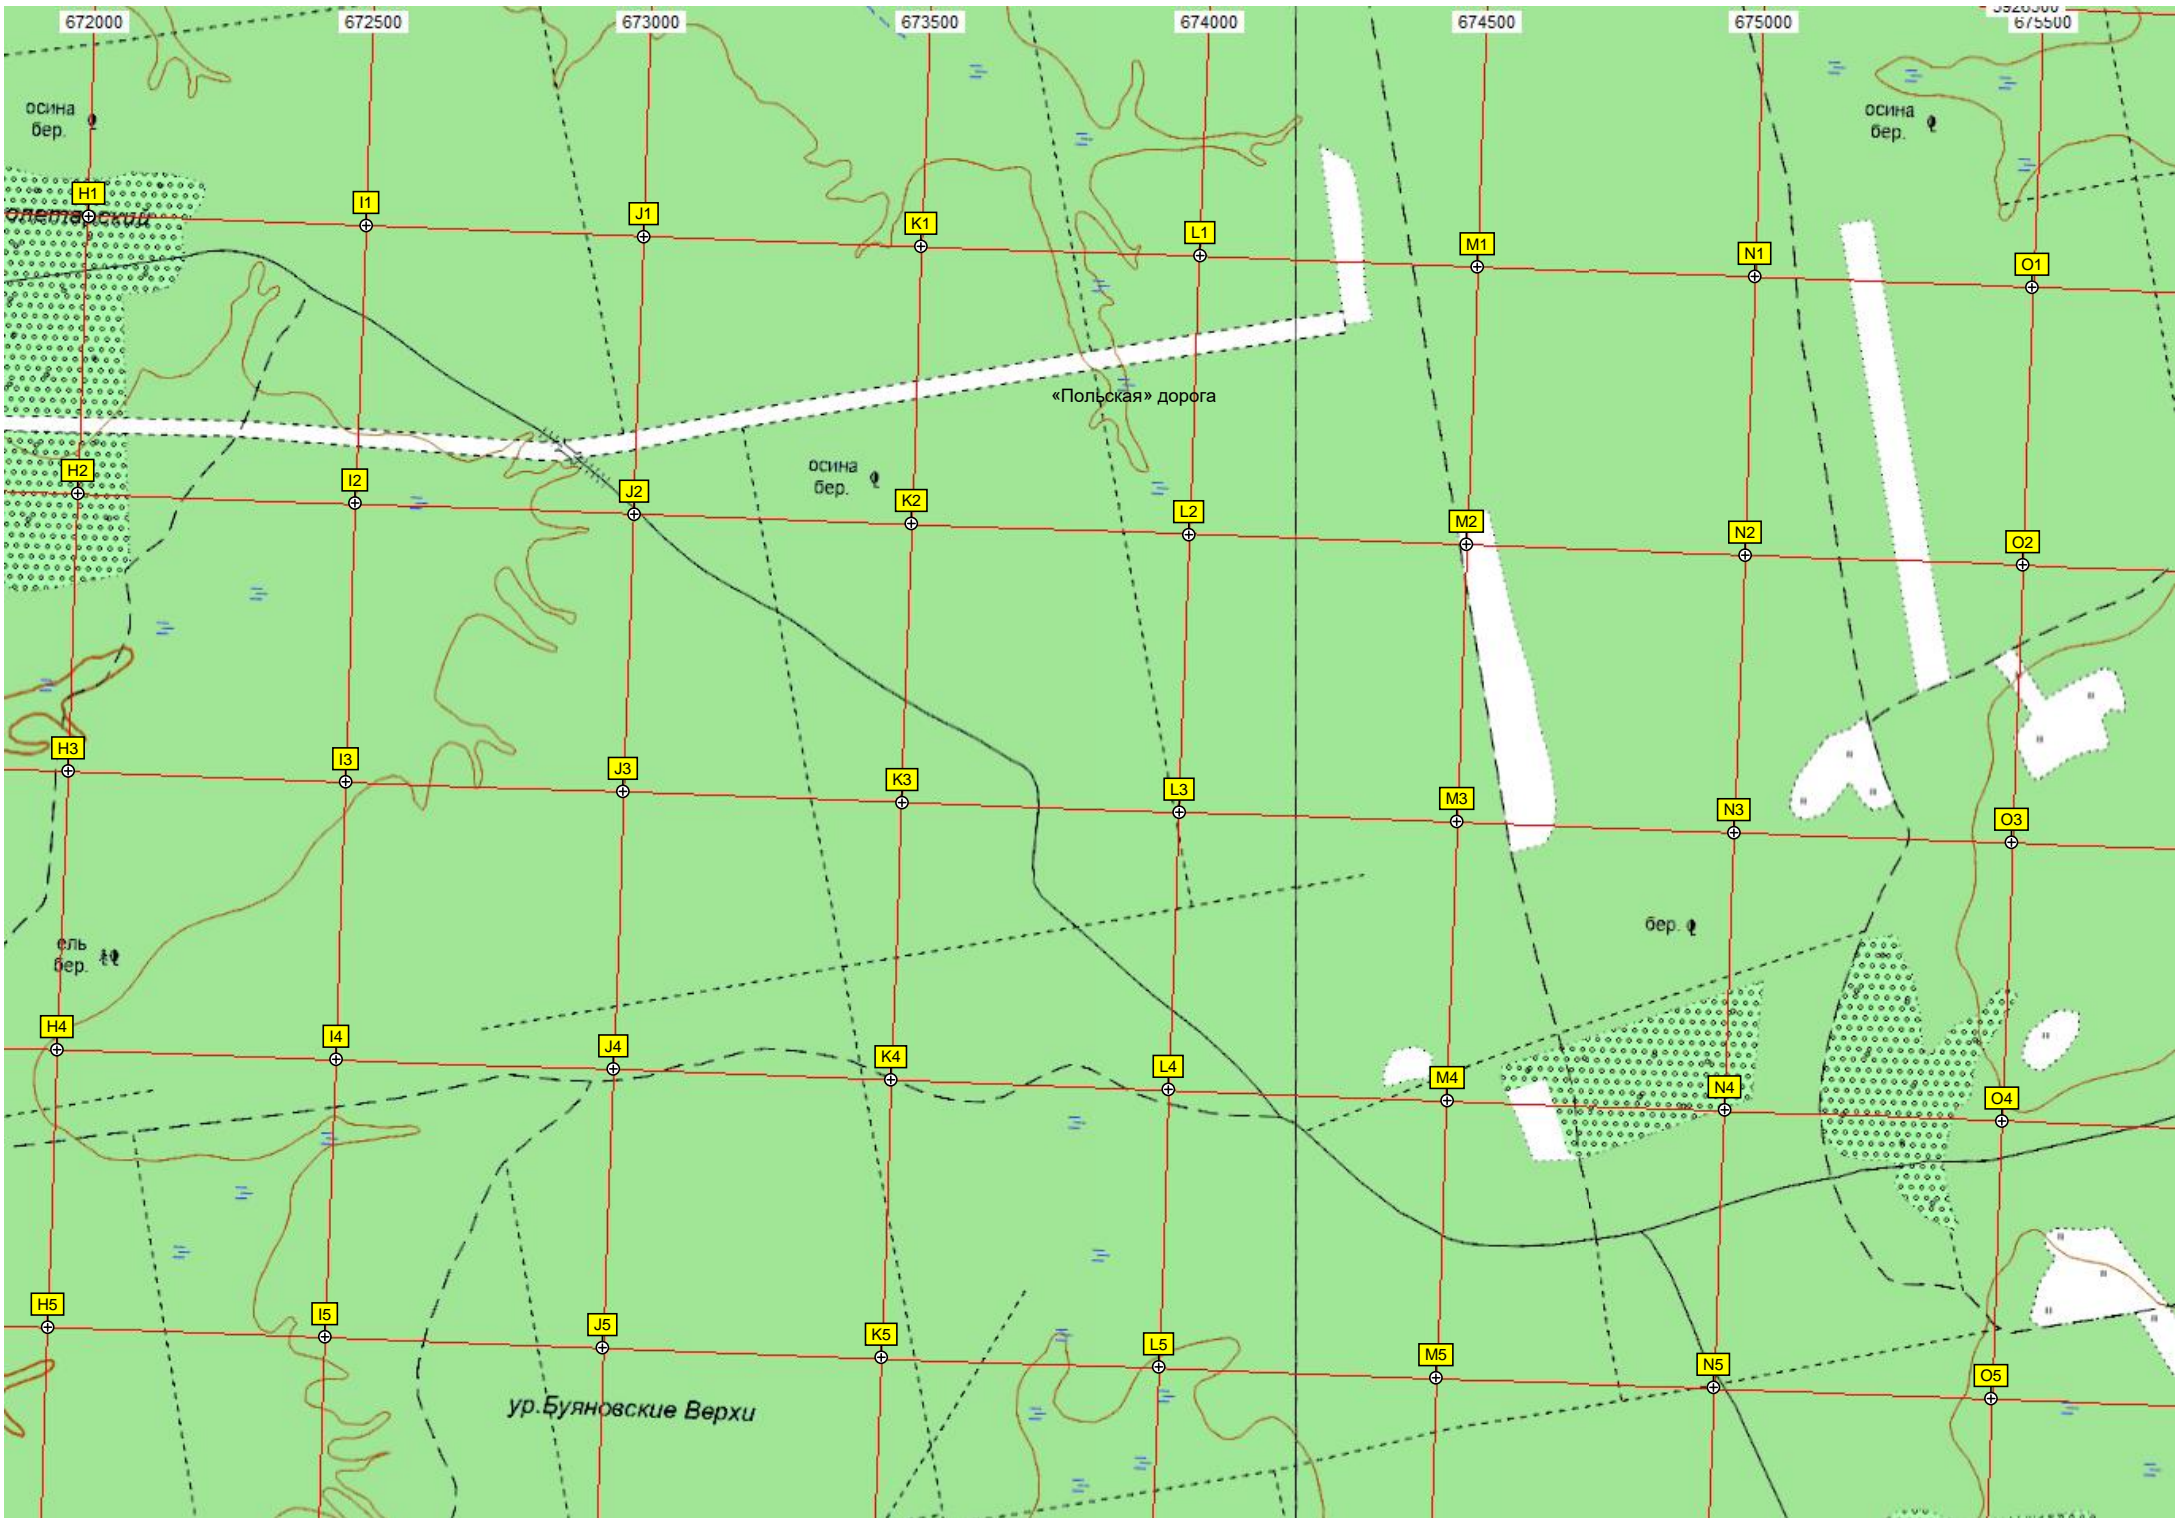 672000 672500 673000 673500 674000 674500 675000 675500
осина
бер.
осина
бер.
H1 I1 J1 K1 L1 M1 N1 O1
«Польская» дорога
осина
бер.
H2 I2 J2 K2 L2 M2 N2 O2
H3 I3 J3 K3 L3 M3 N3 O3
бер.
ель
бер.
H4 I4 J4 K4 L4 M4 N4 O4
H5 I5 J5 K5 L5 M5 N5 O5
ур.Буяновские Верхи